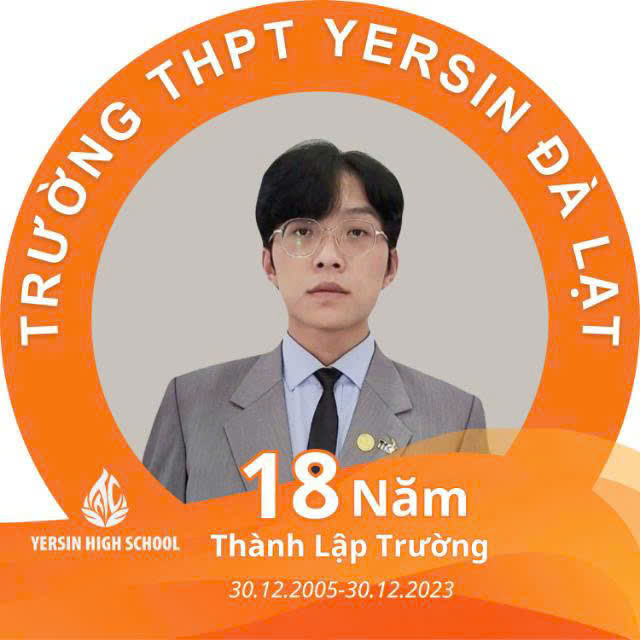 TRƯỜNG THPT YERSIN ĐÀ LẠT
18 Năm
Thành Lập Trường
30.12.2005-30.12.2023
YERSIN HIGH SCHOOL